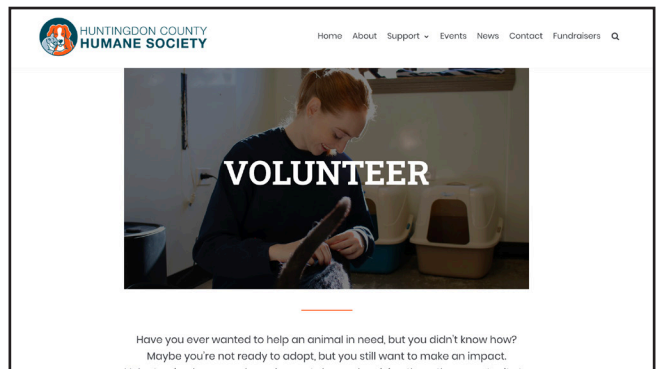 HUNTINGDON COUNTY
HUMANE SOCIETY
Home About Support Events News Contact Fundraisers
VOLUNTEER
Have you ever wanted to help an animal in need, but you didn't know how?
Maybe you're not ready to adopt, but you still want to make an impact.